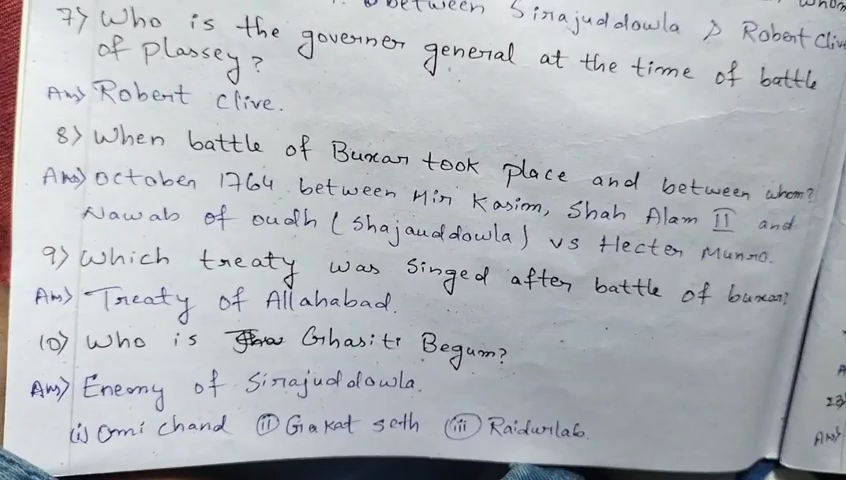 between Sirajuddowla & Robert Clive
7) Who is the governer general at the time of battle
of plassey?
Ans) Robert clive.
8) When battle of Buxar took place and between whom?
Ans) October 1764 between Mir Kasim, Shah Alam II and
Nawab of oudh (Shajauddowla) vs Hecter Munro.
9) Which treaty was singed after battle of buxar?
Ans) Treaty of Allahabad.
10) Who is Ghasiti Begum?
Ans) Enemy of Sirajuddowla.
(i) Omi chand (ii) Gakat seth (iii) Raidurlab.
23)
Ans)